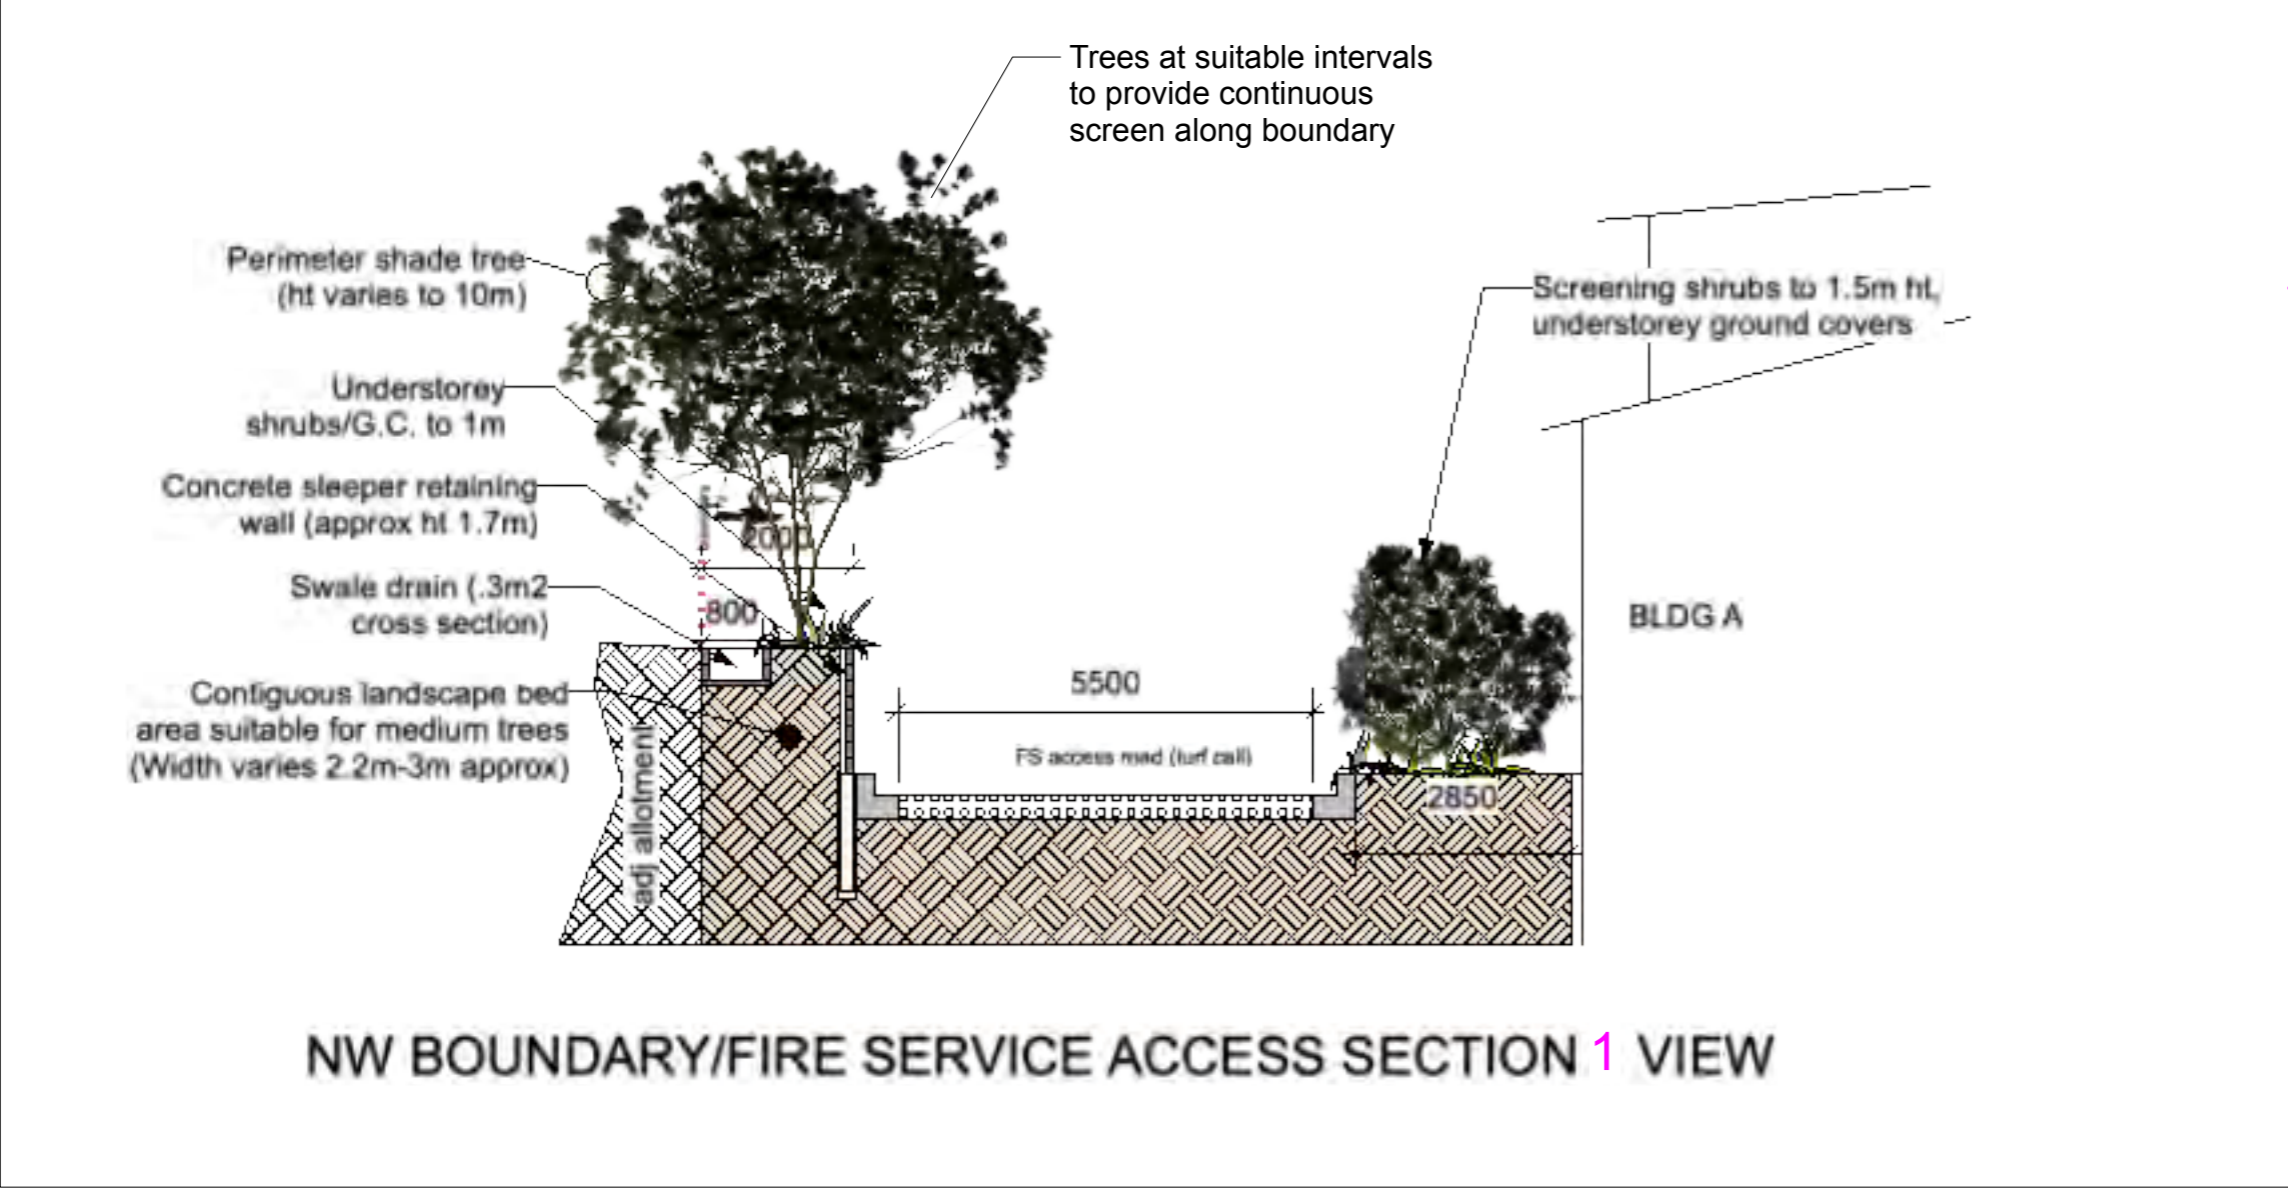 Trees at suitable intervals
to provide continuous
screen along boundary
Perimeter shade tree
(ht varies to 10m)
Screening shrubs to 1.5m ht,
understorey ground covers
Understorey
shrubs/G.C. to 1m
Concrete sleeper retaining
wall (approx ht 1.7m)
2000
Swale drain (.3m2
cross section)
800
BLDG A
Contiguous landscape bed
area suitable for medium trees
(Width varies 2.2m-3m approx)
adj allotment
5500
FS access road (turf cell)
2850
NW BOUNDARY/FIRE SERVICE ACCESS SECTION 1 VIEW